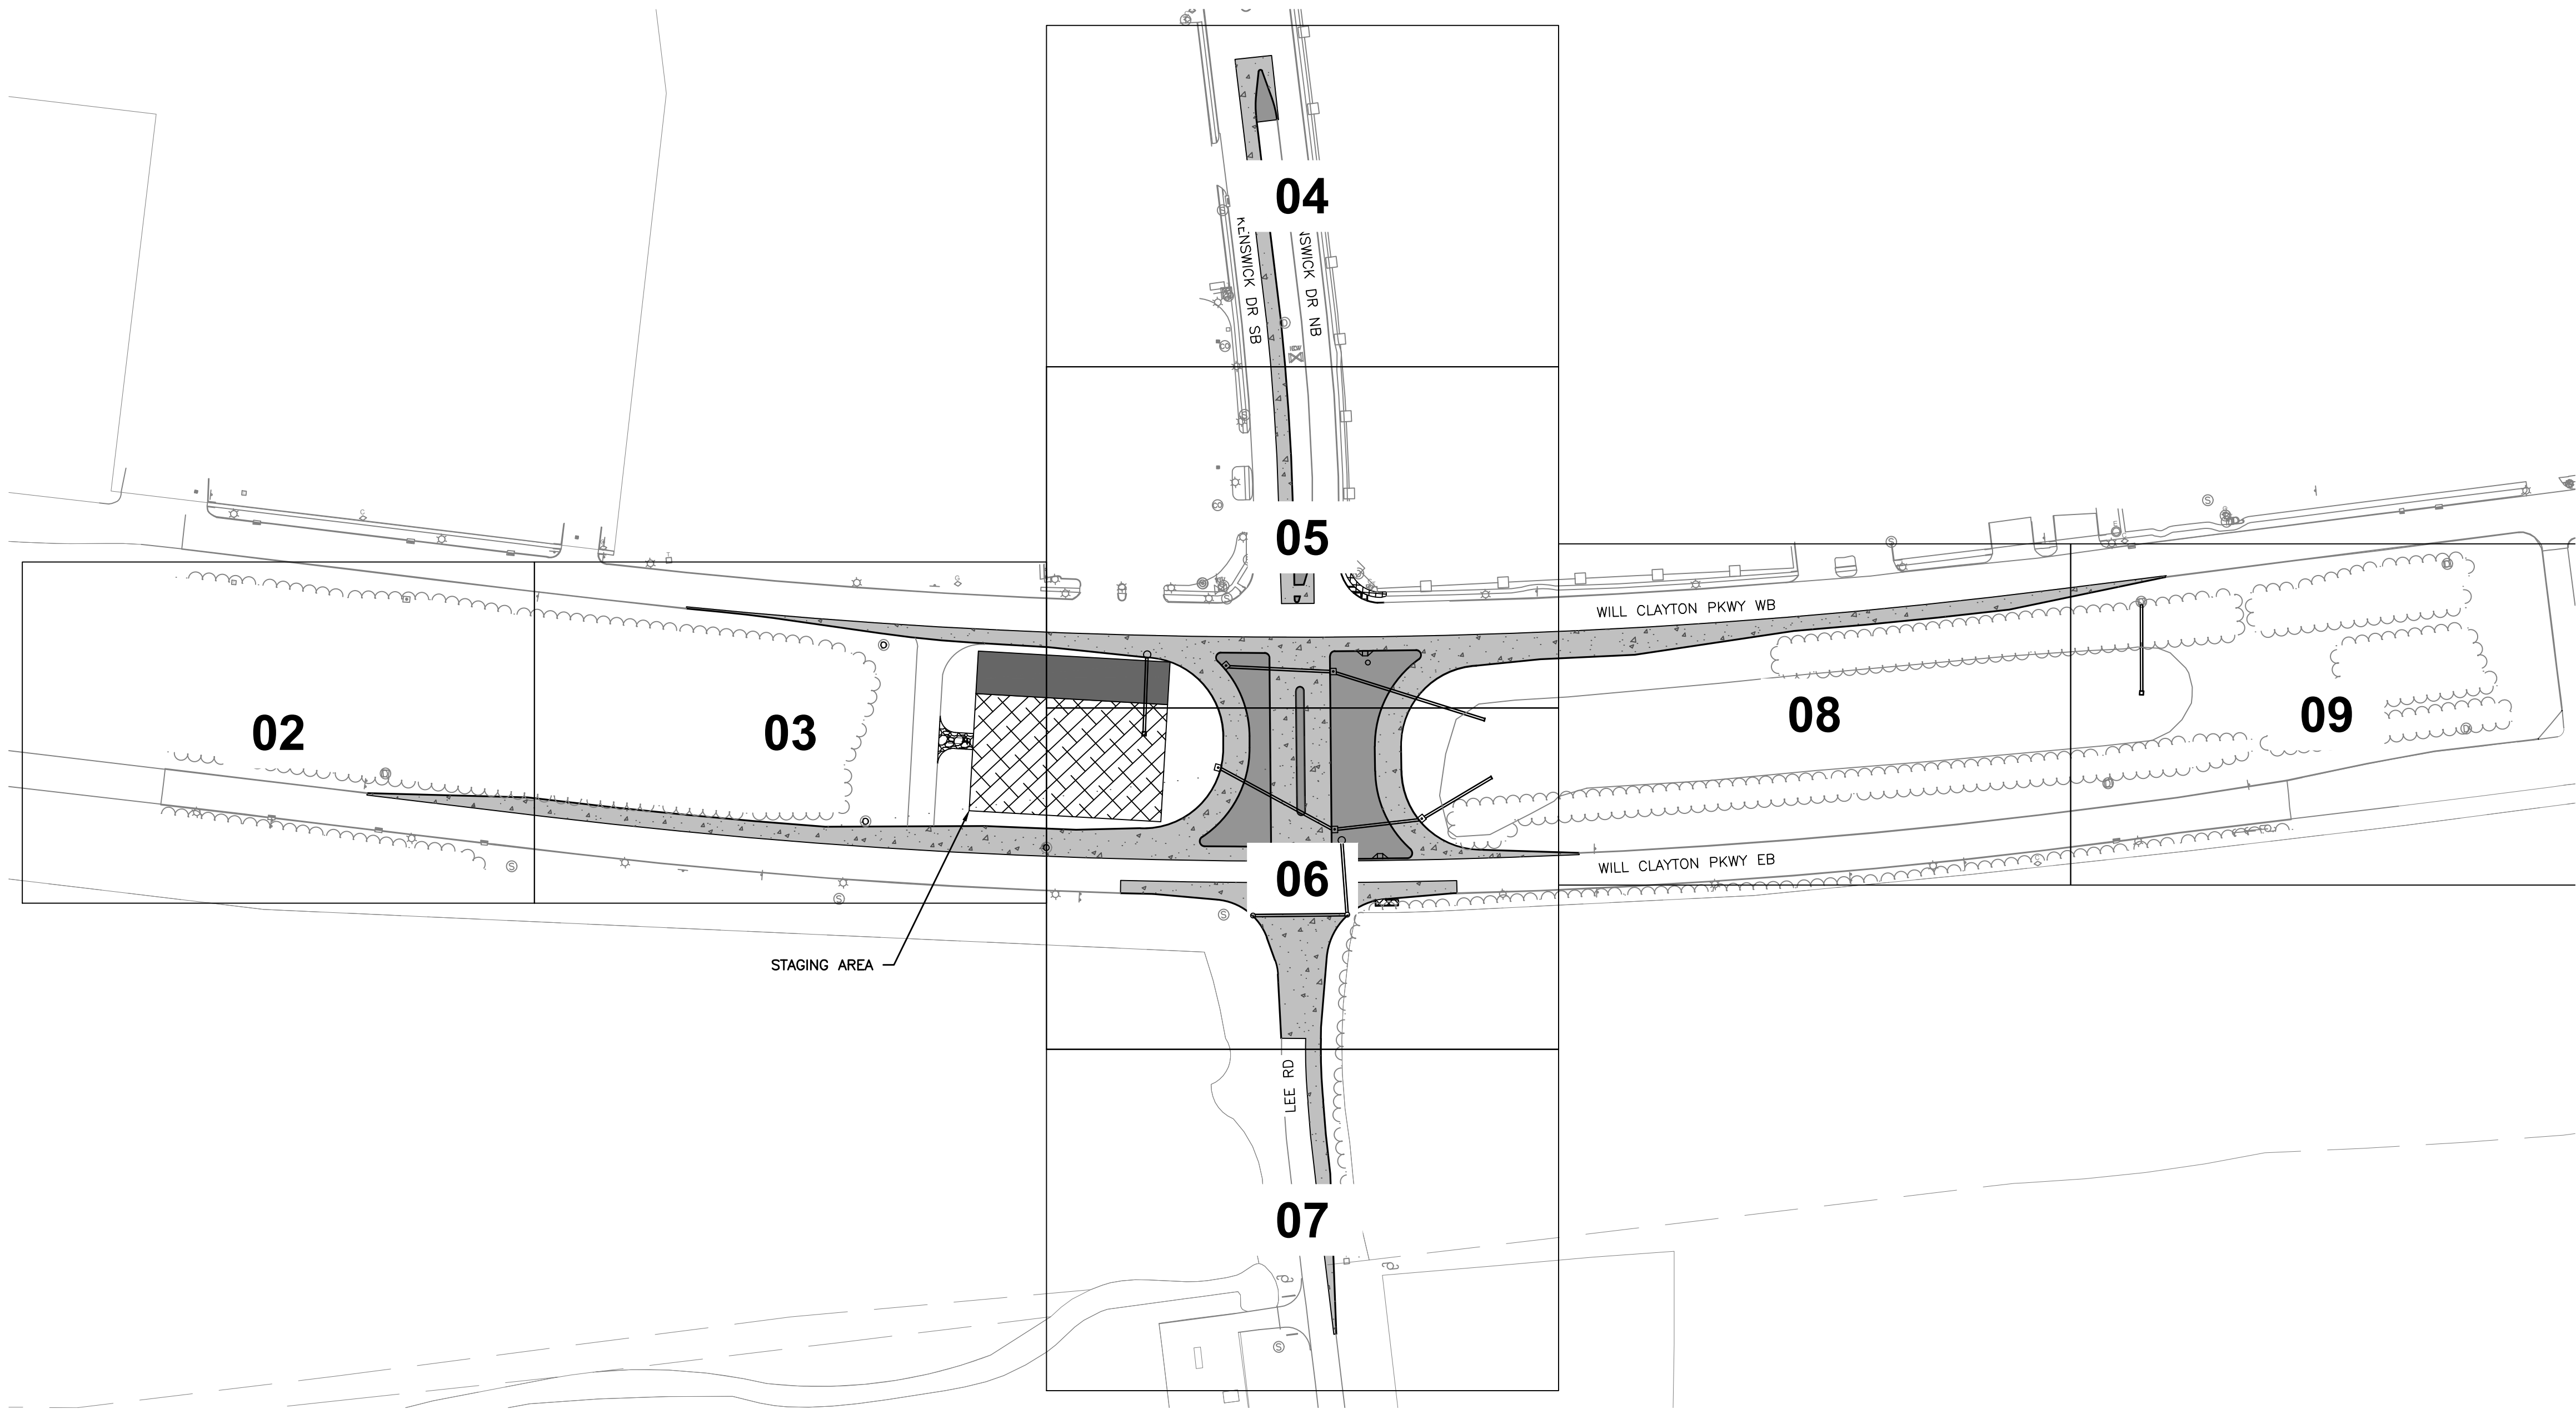 04
KENSWICK DR SB
NSWICK DR NB
05
WILL CLAYTON PKWY WB
02
03
08
09
WILL CLAYTON PKWY EB
06
STAGING AREA
LEE RD
07